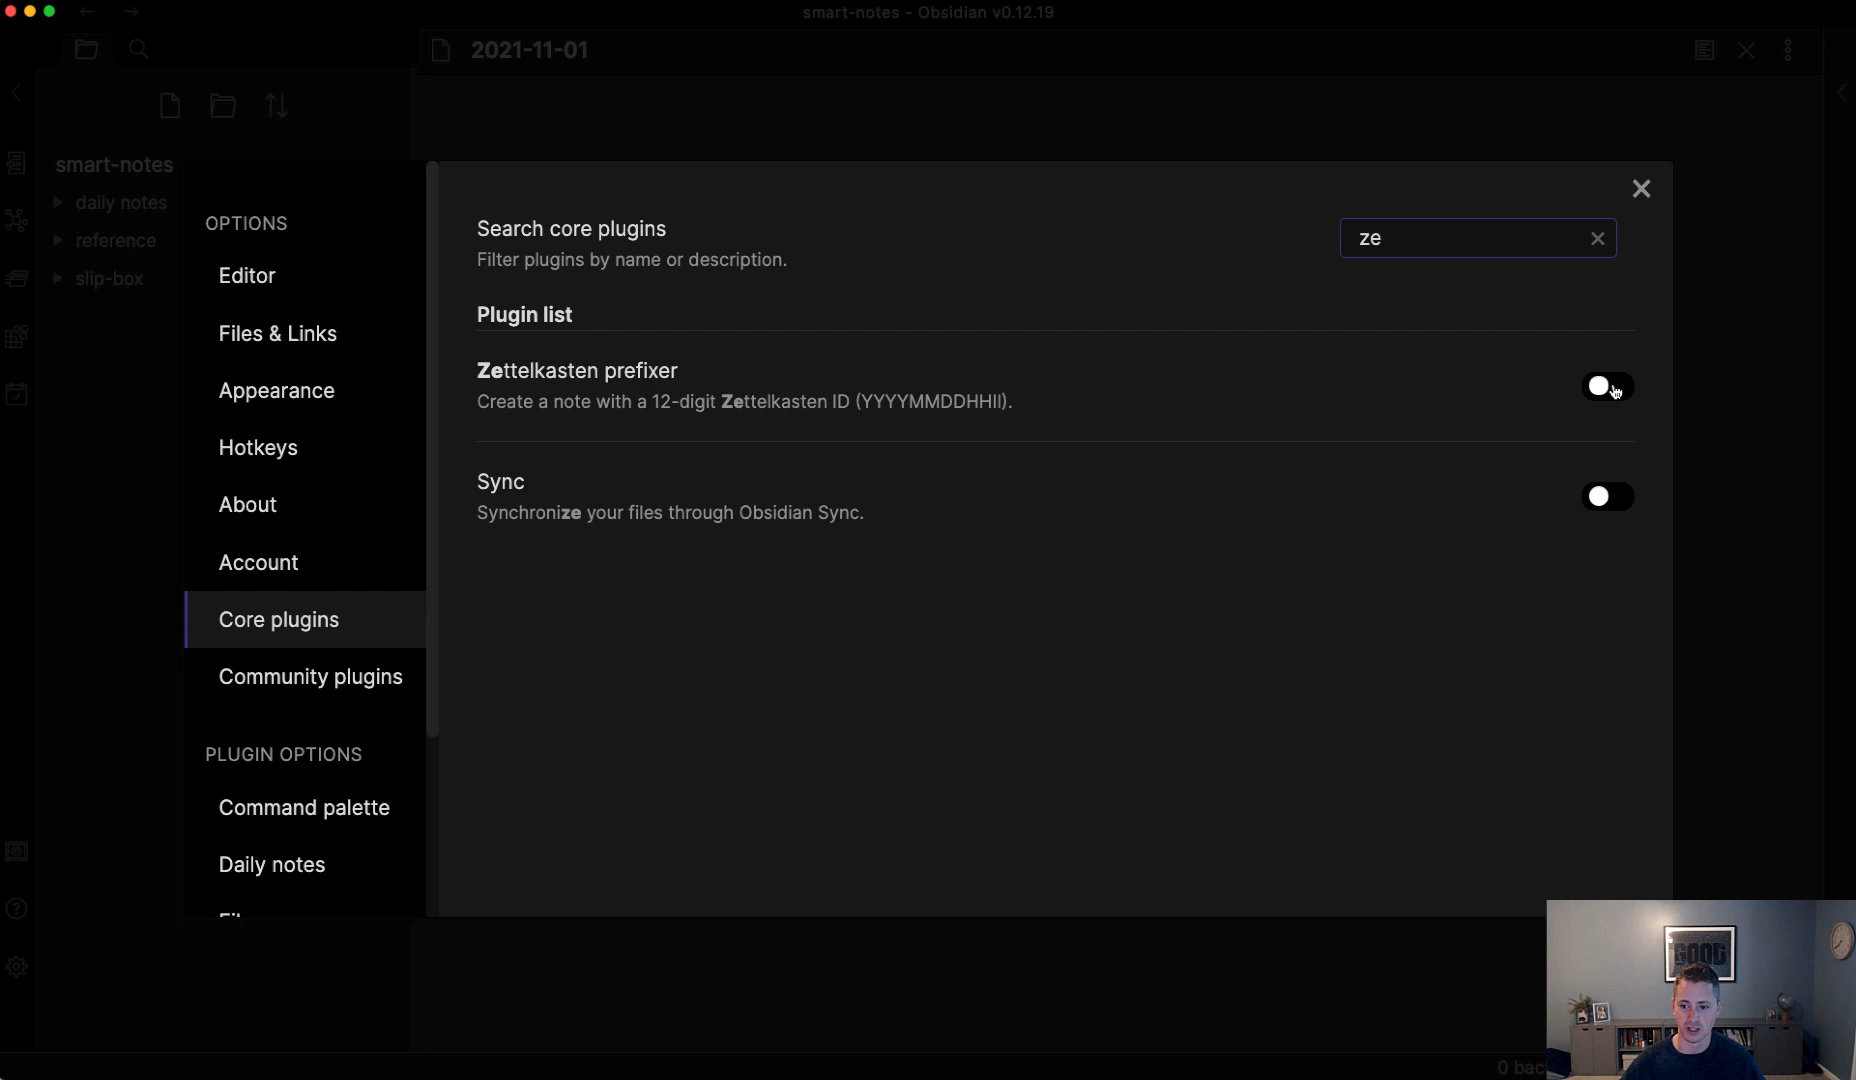 smart-notes - Obsidian v0.12.19
2021-11-01
smart-notes
daily notes
reference
slip-box
OPTIONS
Editor
Files & Links
Appearance
Hotkeys
About
Account
Core plugins
Community plugins
PLUGIN OPTIONS
Command palette
Daily notes
Search core plugins
Filter plugins by name or description.
ze
Plugin list
Zettelkasten prefixer
Create a note with a 12-digit Zettelkasten ID (YYYYMMDDHHII).
Sync
Synchronize your files through Obsidian Sync.
0 bac
GOOD